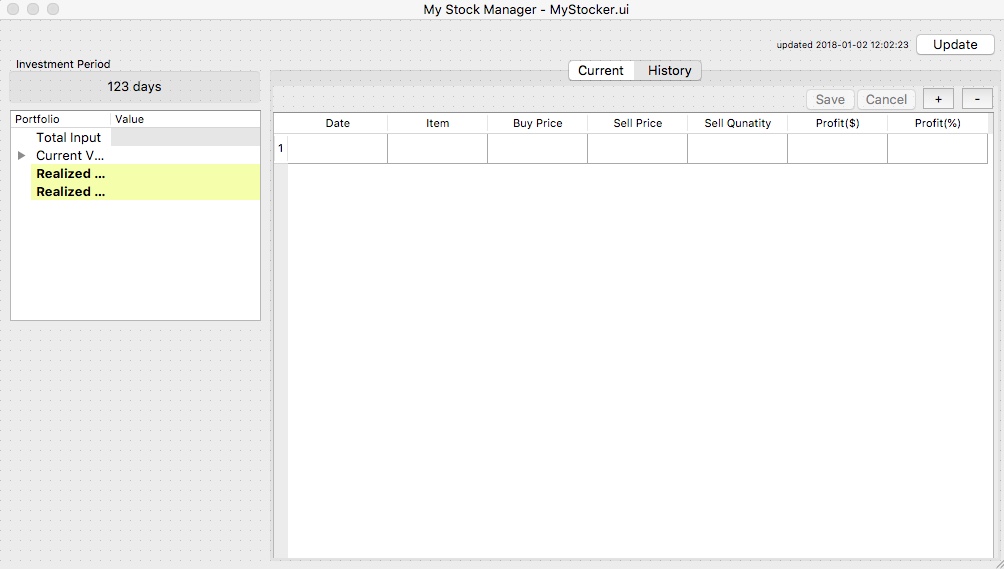 My Stock Manager - MyStocker.ui
updated 2018-01-02 12:02:23 Update
Investment Period
123 days
Current History
Save Cancel + -
Portfolio Value
Total Input
Current V...
Realized ...
Realized ...
Date Item Buy Price Sell Price Sell Qunatity Profit($) Profit(%)
1